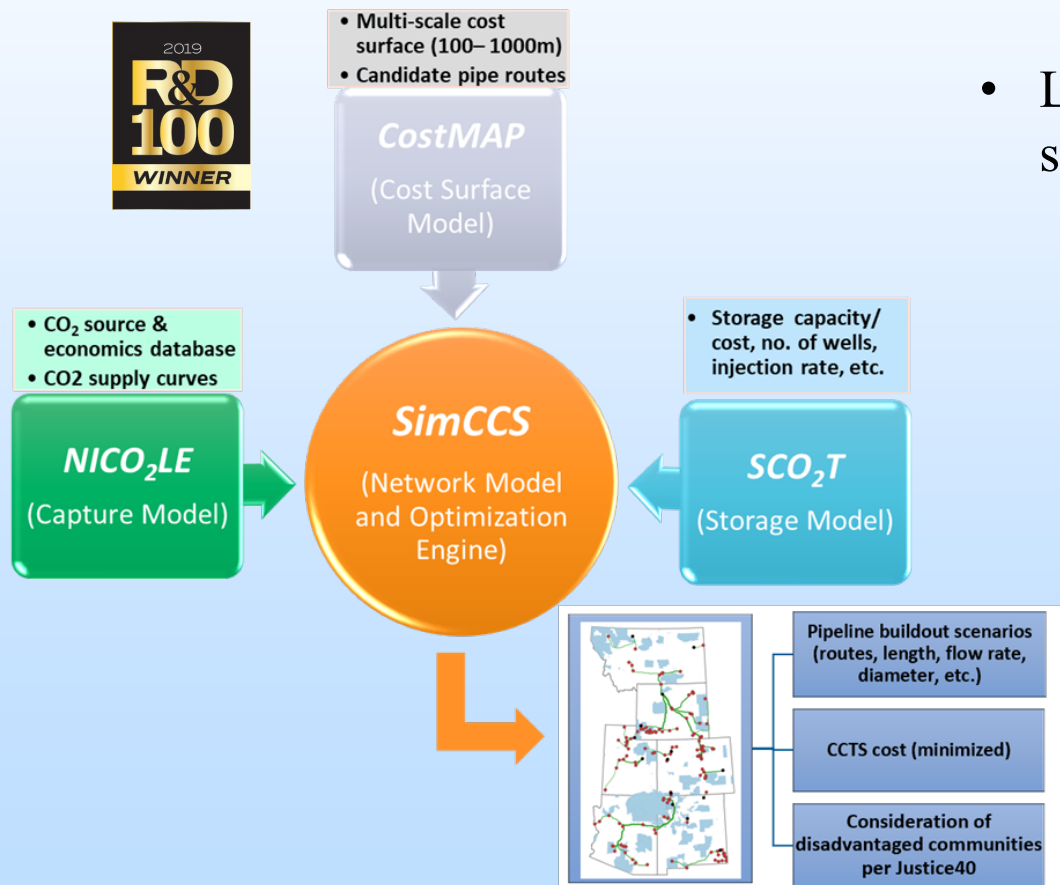 2019
R&D
100
WINNER
• Multi-scale cost
surface (100– 1000m)
• Candidate pipe routes
CostMAP
(Cost Surface
Model)
• L
s
• CO₂ source &
economics database
• CO2 supply curves
NICO₂LE
(Capture Model)
SimCCS
(Network Model
and Optimization
Engine)
• Storage capacity/
cost, no. of wells,
injection rate, etc.
SCO₂T
(Storage Model)
Pipeline buildout scenarios
(routes, length, flow rate,
diameter, etc.)
CCTS cost (minimized)
Consideration of
disadvantaged communities
per Justice40